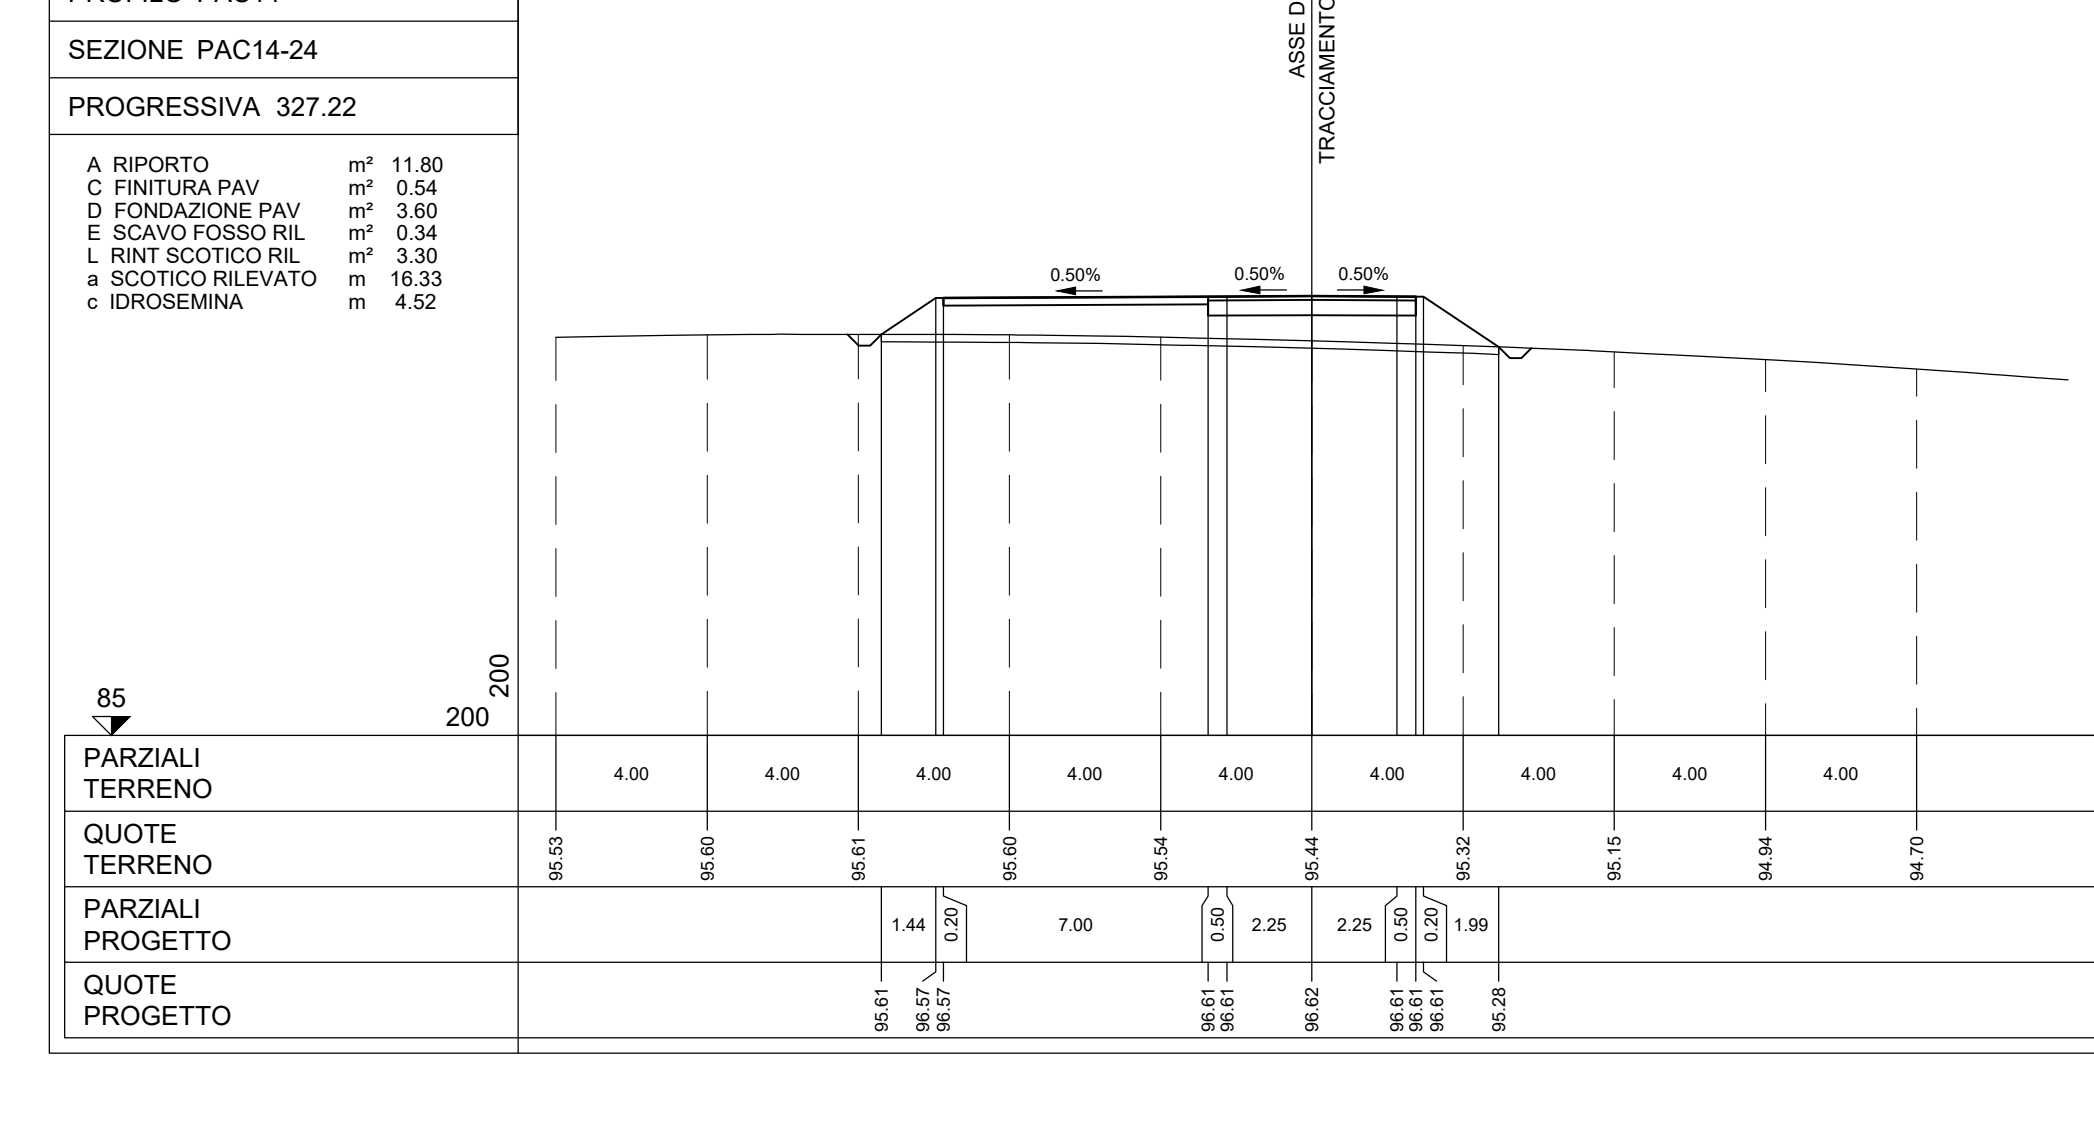 SEZIONE PAC14-24
PROGRESSIVA 327.22
A RIPORTO m² 11.80
C FINITURA PAV m² 0.54
D FONDAZIONE PAV m² 3.60
E SCAVO FOSSO RIL m² 0.34
L RINT SCOTICO RIL m² 3.30
a SCOTICO RILEVATO m 16.33
c IDROSEMINA m 4.52
ASSE D
TRACCIAMENTO
0.50% 0.50% 0.50%
85
200
200
PARZIALI
TERRENO
4.00 4.00 4.00 4.00 4.00 4.00 4.00 4.00 4.00
QUOTE
TERRENO
95.53 95.60 95.61 95.60 95.54 95.44 95.32 95.15 94.94 94.70
PARZIALI
PROGETTO
1.44 0.20 7.00 0.50 2.25 2.25 0.50 0.20 1.99
QUOTE
PROGETTO
95.61 96.57 96.57 96.61 96.61 96.62 96.61 96.61 96.61 95.28